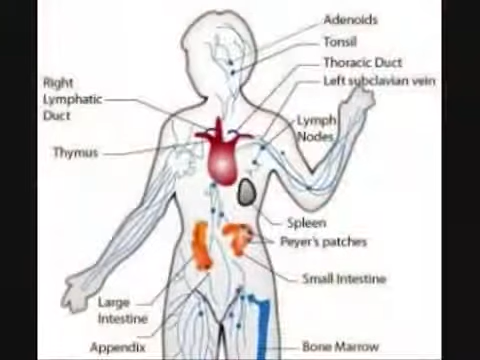 Adenoids
Tonsil
Thoracic Duct
Left subclavian vein
Right
Lymphatic
Duct
Lymph
Nodes
Thymus
Spleen
Peyer's patches
Small Intestine
Large
Intestine
Appendix
Bone Marrow